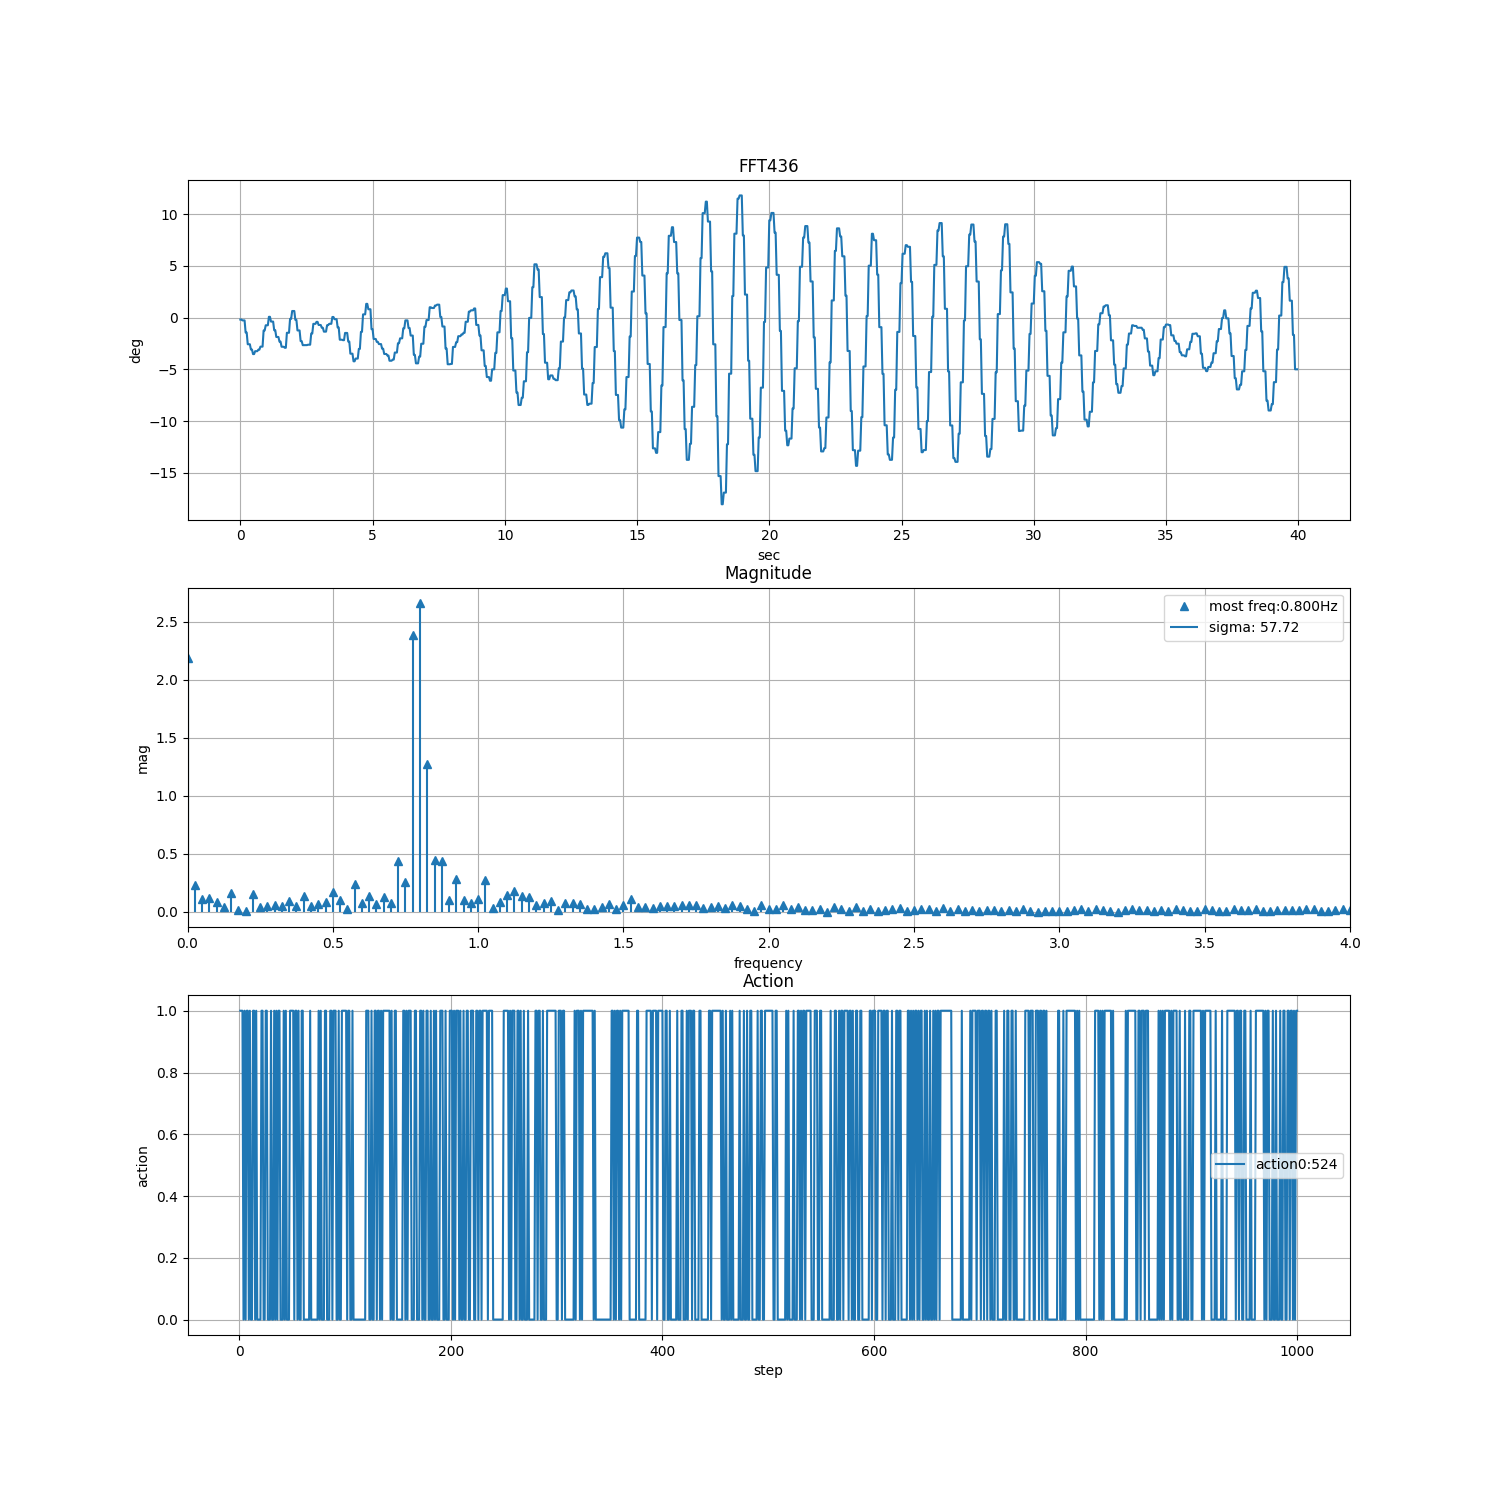 FFT436
10
5
0
−5
−10
−15
deg
0 5 10 15 20 25 30 35 40
sec
Magnitude
most freq:0.800Hz
sigma: 57.72
2.5
2.0
1.5
1.0
0.5
0.0
mag
0.0 0.5 1.0 1.5 2.0 2.5 3.0 3.5 4.0
frequency
Action
1.0
0.8
0.6
0.4
0.2
0.0
action
action0:524
0 200 400 600 800 1000
step